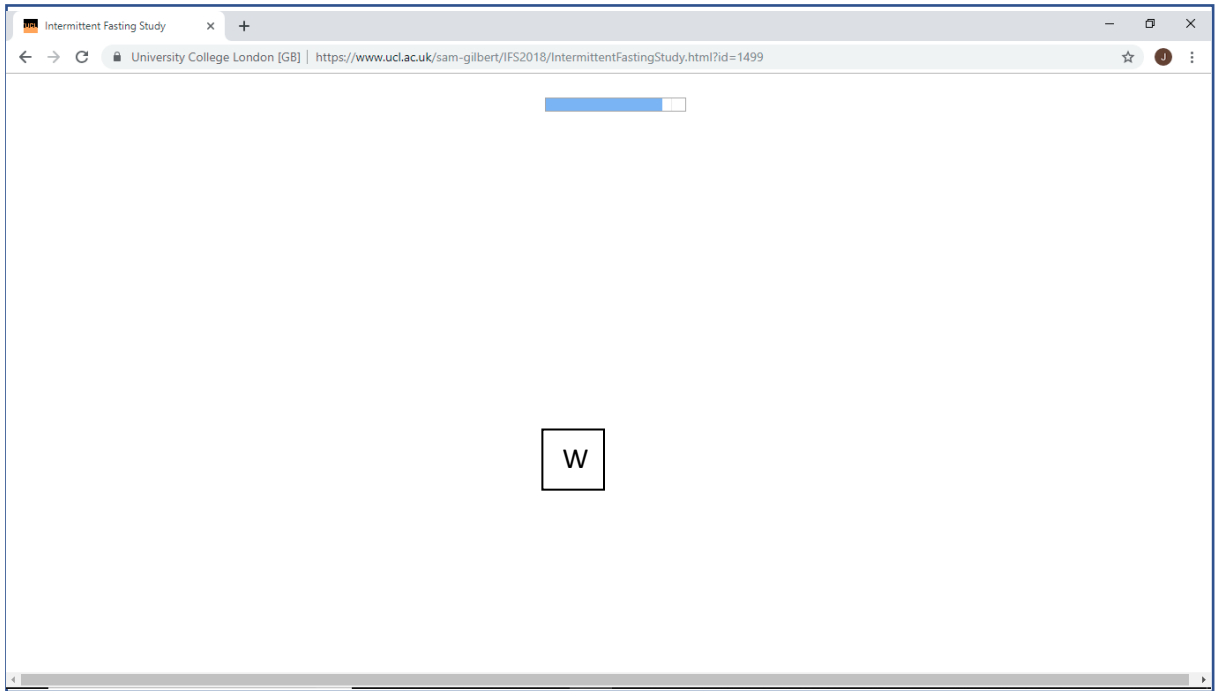 UCL Intermittent Fasting Study
University College London [GB] | https://www.ucl.ac.uk/sam-gilbert/IFS2018/IntermittentFastingStudy.html?id=1499
J
W